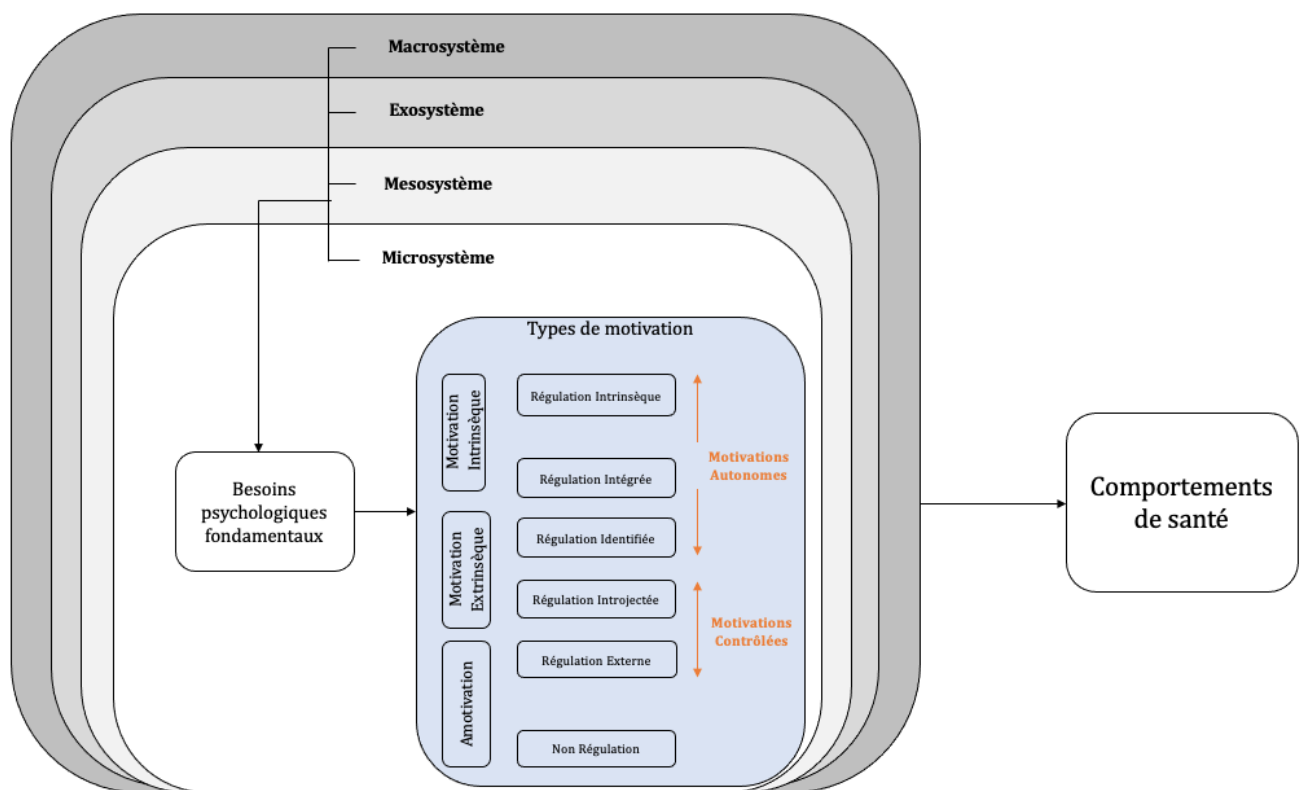 Macrosystème
Exosystème
Mesosystème
Microsystème
Types de motivation
Motivation
Intrinsèque
Régulation Intrinsèque
Motivations
Autonomes
Régulation Intégrée
Besoins
psychologiques
fondamentaux
Motivation
Extrinsèque
Régulation Identifiée
Régulation Introjectée
Motivations
Contrôlées
Régulation Externe
Amotivation
Non Régulation
Comportements
de santé